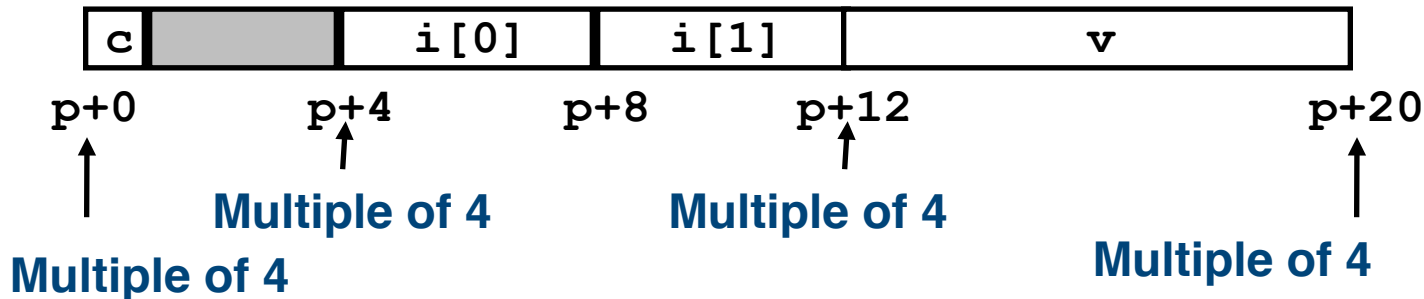 c i[0] i[1] v
p+0 p+4 p+8 p+12 p+20
Multiple of 4 Multiple of 4
Multiple of 4 Multiple of 4